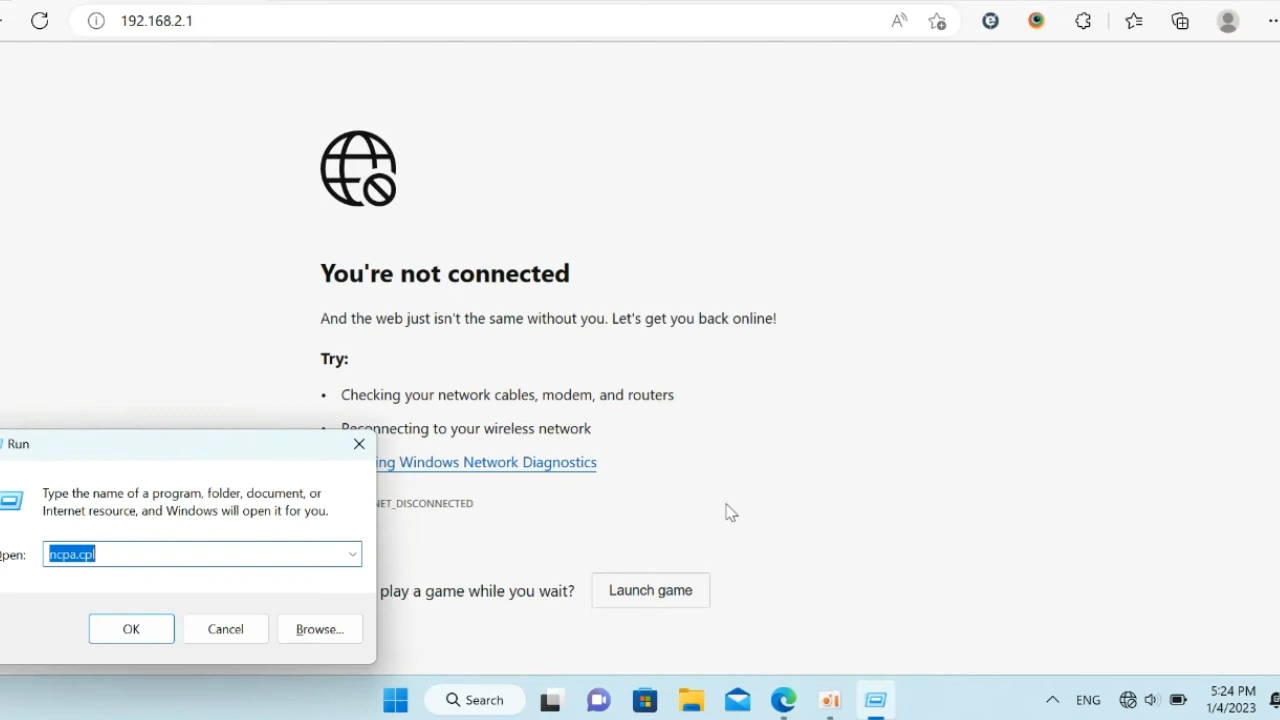 192.168.2.1
You're not connected
And the web just isn't the same without you. Let's get you back online!
Try:
• Checking your network cables, modem, and routers
• Reconnecting to your wireless network
ing Windows Network Diagnostics
NET_DISCONNECTED
play a game while you wait?
Launch game
Run
Type the name of a program, folder, document, or
Internet resource, and Windows will open it for you.
Open:
ncpa.cpl
OK
Cancel
Browse...
Search
ENG
5:24 PM
1/4/2023